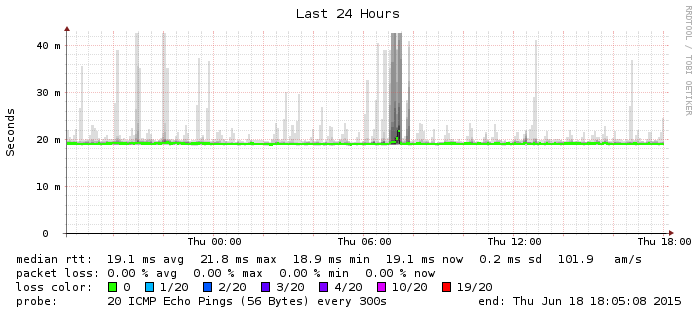 Last 24 Hours
RRDTOOL / TOBI OETIKER
Seconds
40 m
30 m
20 m
10 m
0
Thu 00:00 Thu 06:00 Thu 12:00 Thu 18:00
median rtt: 19.1 ms avg 21.8 ms max 18.9 ms min 19.1 ms now 0.2 ms sd 101.9 am/s
packet loss: 0.00 % avg 0.00 % max 0.00 % min 0.00 % now
loss color: 0 1/20 2/20 3/20 4/20 10/20 19/20
probe: 20 ICMP Echo Pings (56 Bytes) every 300s end: Thu Jun 18 18:05:08 2015